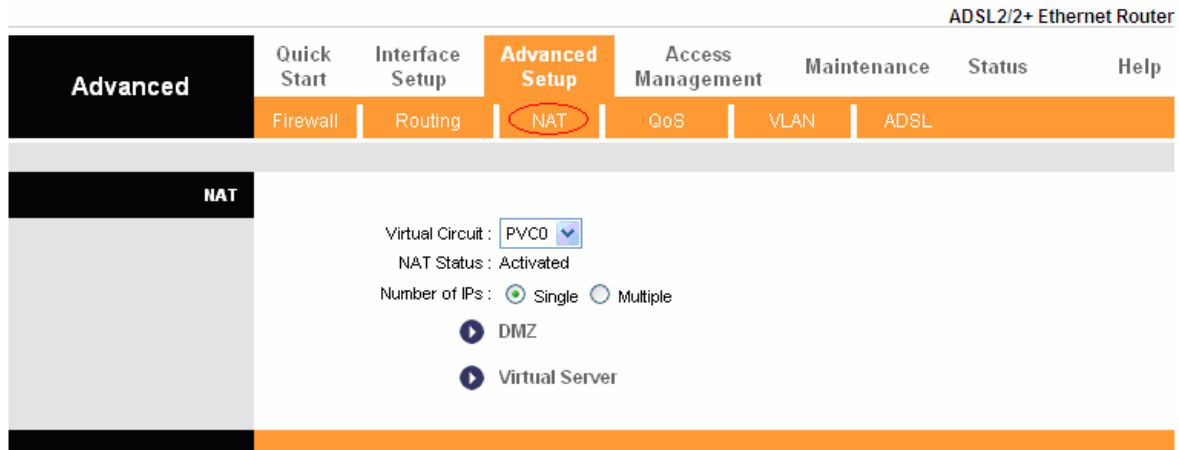 ADSL2/2+ Ethernet Router
Advanced
Quick Start
Interface Setup
Advanced Setup
Access Management
Maintenance
Status
Help
Firewall
Routing
NAT
QoS
VLAN
ADSL
NAT
Virtual Circuit : PVC0
NAT Status : Activated
Number of IPs : Single Multiple
DMZ
Virtual Server